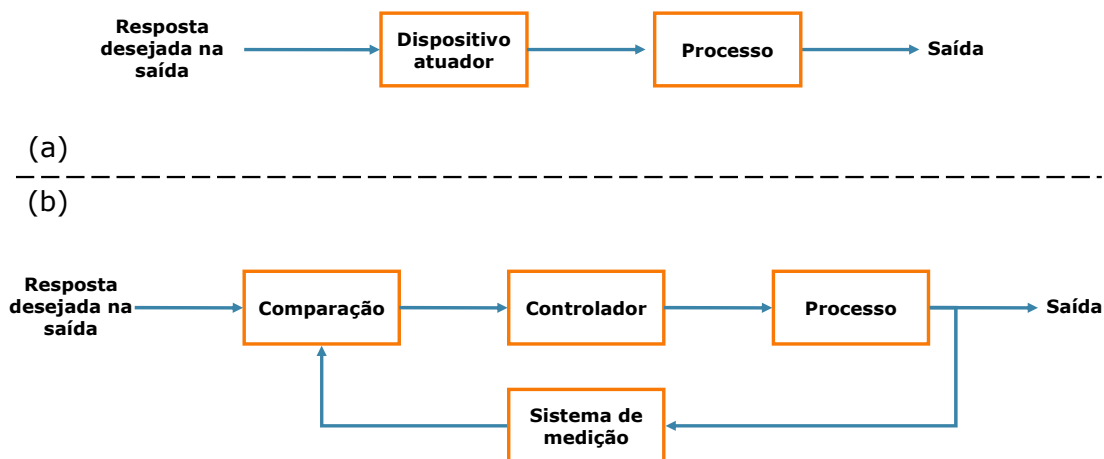 Resposta
desejada na
saída
Dispositivo
atuador
Processo
Saída
(a)
(b)
Resposta
desejada na
saída
Comparação
Controlador
Processo
Saída
Sistema de
medição